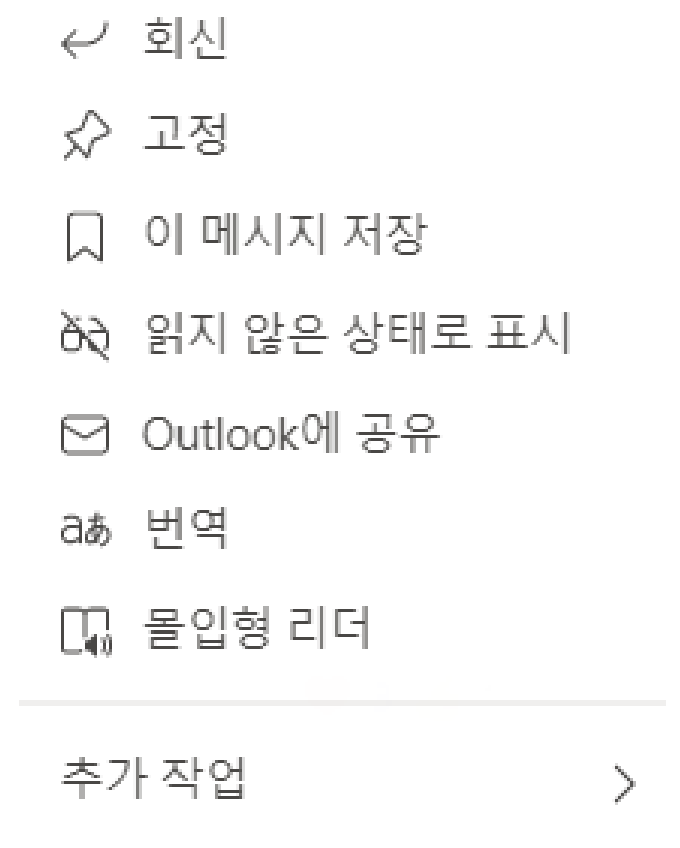 회신
고정
이 메시지 저장
읽지 않은 상태로 표시
Outlook에 공유
aあ 번역
몰입형 리더
추가 작업